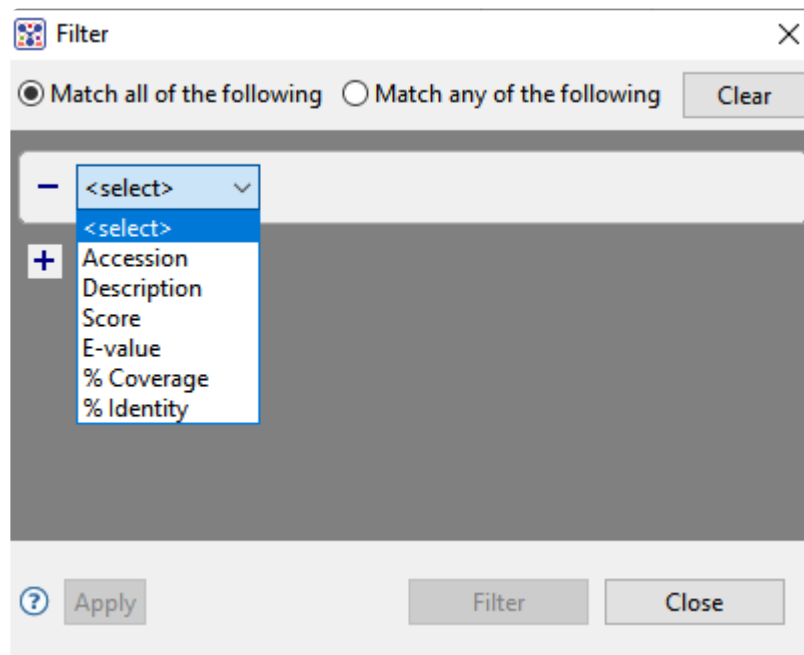 Filter
Match all of the following Match any of the following Clear
<select>
<select>
Accession
Description
Score
E-value
% Coverage
% Identity
? Apply Filter Close